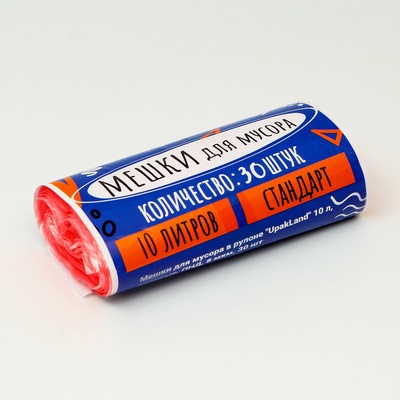 МЕШКИ ДЛЯ МУСОРА
КОЛИЧЕСТВО: 30 ШТУК
10 ЛИТРОВ СТАНДАРТ
Мешки для мусора в рулоне "UpakLand" 10 л,
ПНД, 8 мкм, 30 шт